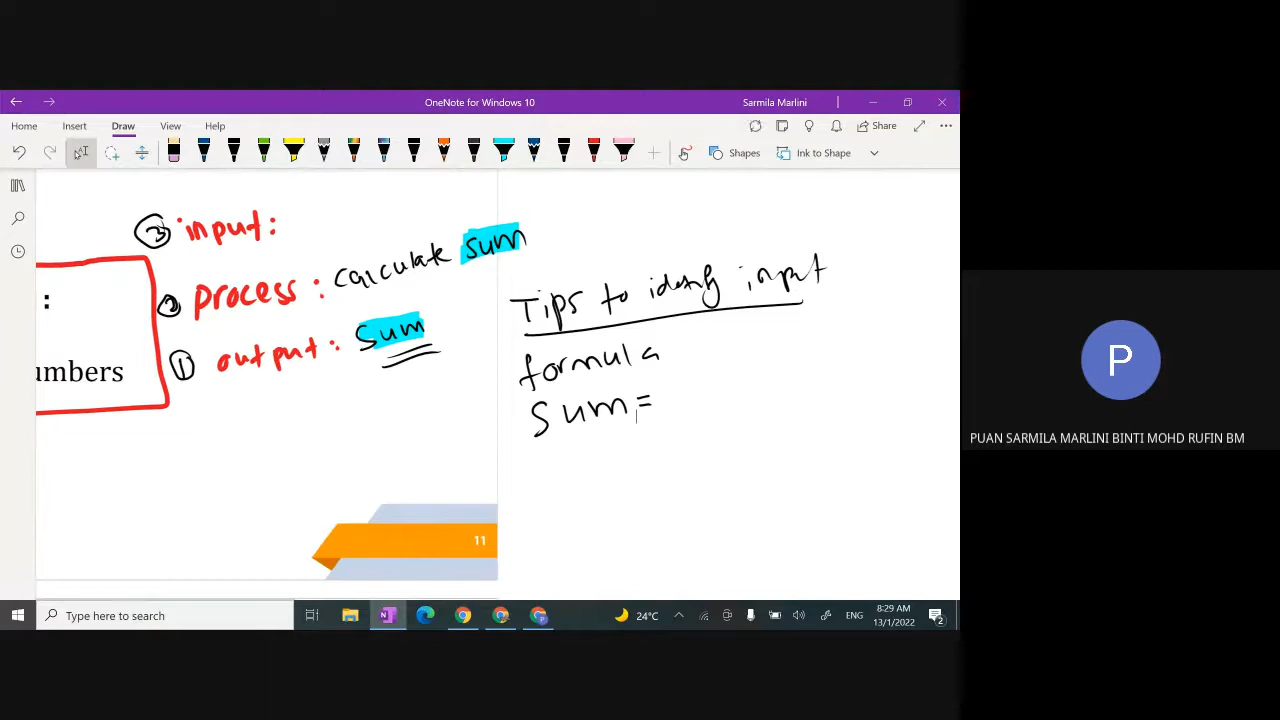 OneNote for Windows 10
Sarmila Marlini
Home Insert Draw View Help
Share
Shapes
Ink to Shape
③ input:
② process: calculate sum
① output: sum
:
umbers
Tips to identify input
formula
Sum =
11
P
PUAN SARMILA MARLINI BINTI MOHD RUFIN BM
Type here to search
24°C
ENG
8:29 AM
13/1/2022
2